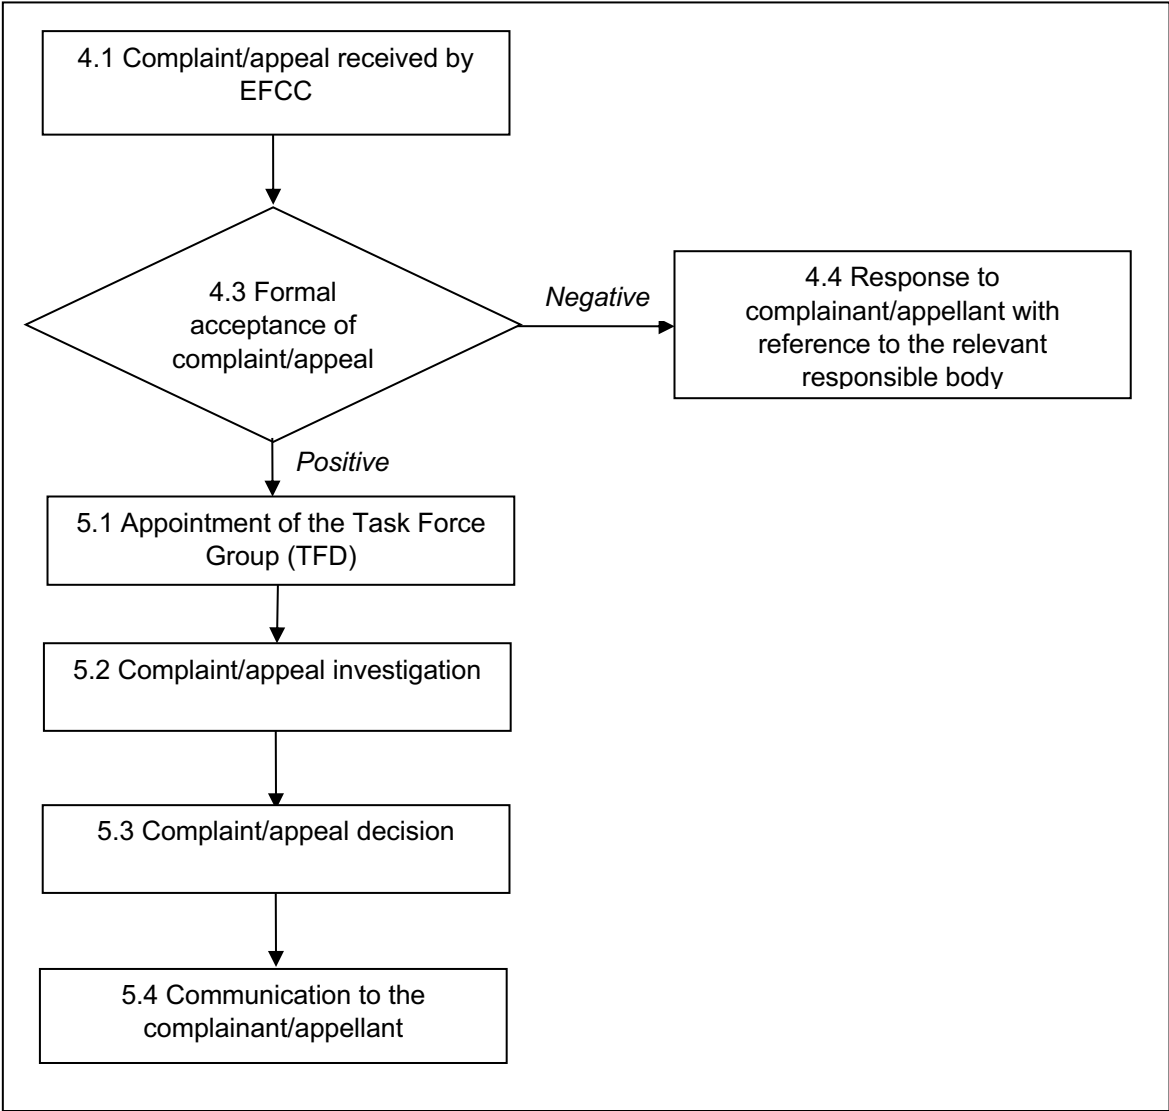 4.1 Complaint/appeal received by
EFCC
4.3 Formal
acceptance of
complaint/appeal
Negative
4.4 Response to
complainant/appellant with
reference to the relevant
responsible body
Positive
5.1 Appointment of the Task Force
Group (TFD)
5.2 Complaint/appeal investigation
5.3 Complaint/appeal decision
5.4 Communication to the
complainant/appellant